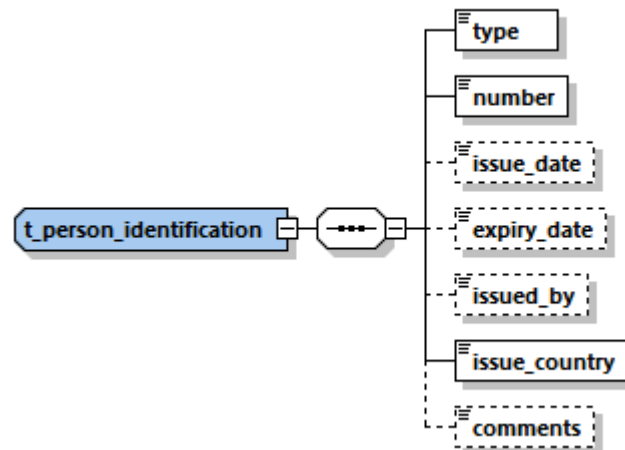 type
number
issue_date
t_person_identification
expiry_date
issued_by
issue_country
comments